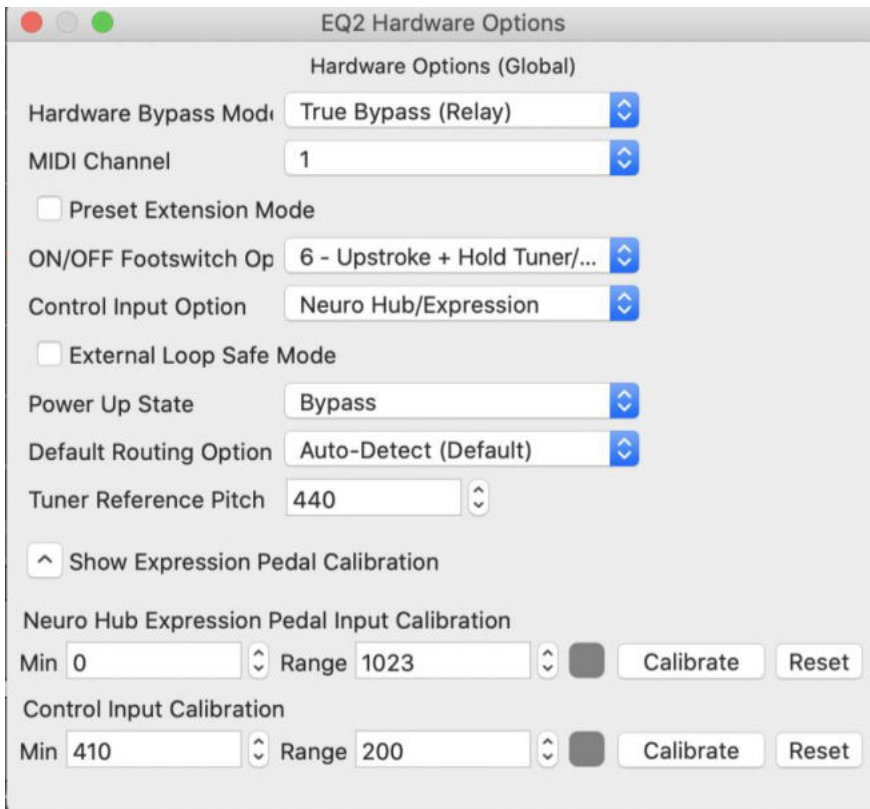 EQ2 Hardware Options
Hardware Options (Global)
Hardware Bypass Mod True Bypass (Relay)
MIDI Channel 1
Preset Extension Mode
ON/OFF Footswitch Op 6 - Upstroke + Hold Tuner/...
Control Input Option Neuro Hub/Expression
External Loop Safe Mode
Power Up State Bypass
Default Routing Option Auto-Detect (Default)
Tuner Reference Pitch 440
Show Expression Pedal Calibration
Neuro Hub Expression Pedal Input Calibration
Min 0 Range 1023 Calibrate Reset
Control Input Calibration
Min 410 Range 200 Calibrate Reset